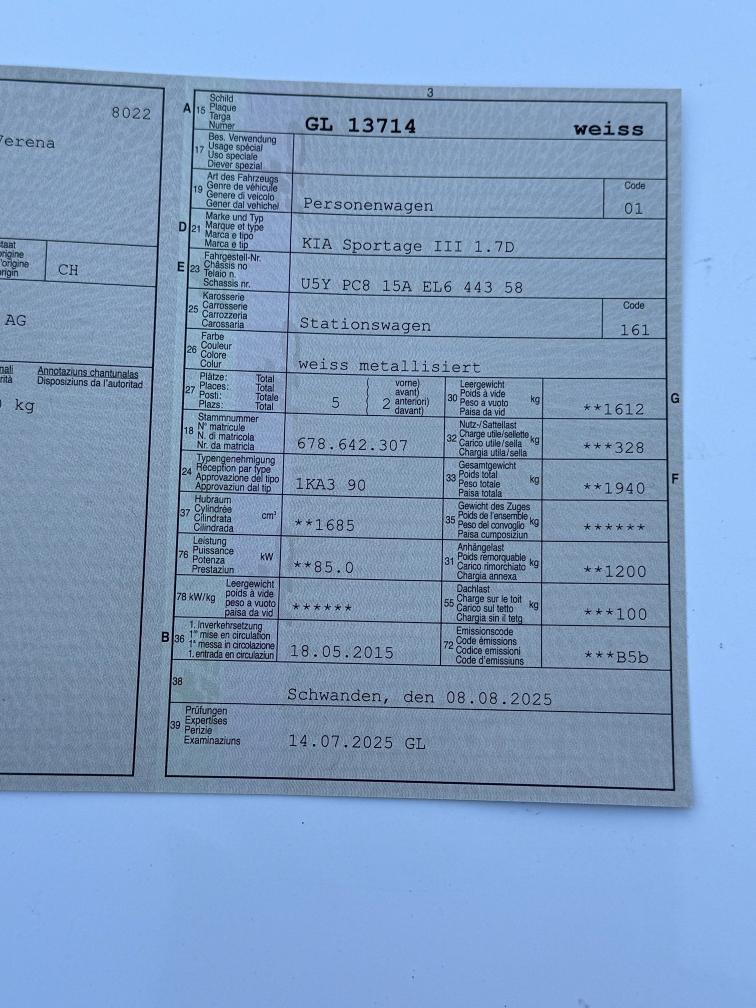 8022
Verena
CH
AG
Annotaziuns chantunalas
Disposiziuns da l'autoritad
kg
3
A 15 Schild
Plaque
Targa
Numer
GL 13714 weiss
17 Bes. Verwendung
Usage spécial
Uso speciale
Diever spezial
19 Art des Fahrzeugs
Genre de véhicule
Genere di veicolo
Gener dal vehichel
Personenwagen
Code
01
D 21 Marke und Typ
Marque et type
Marca e tipo
Marca e tip
KIA Sportage III 1.7D
E 23 Fahrgestell-Nr.
Châssis no
Telaio n.
Schassis nr.
U5Y PC8 15A EL6 443 58
25 Karosserie
Carrosserie
Carrozzeria
Carossaria
Stationswagen
Code
161
26 Farbe
Couleur
Colore
Colur
weiss metallisiert
27 Plätze: Total
Places: Total
Posti: Totale
Plazs: Total
5
2
vorne)
avant)
anteriori)
davant)
30 Leergewicht
Poids à vide
Peso a vuoto
Paisa da vid
kg
**1612
G
18 Stammnummer
N° matricule
N. di matricola
Nr. da matricla
678.642.307
32 Nutz-/Sattellast
Charge utile/sellette
Carico utile/sella
Chargia utila/sella
kg
***328
24 Typengenehmigung
Réception par type
Approvazione del tipo
Approvaziun dal tip
1KA3 90
33 Gesamtgewicht
Poids total
Peso totale
Paisa totala
kg
**1940
F
37 Hubraum
Cylindrée
Cilindrata
Cilindrada
cm³
**1685
35 Gewicht des Zuges
Poids de l'ensemble
Peso del convoglio
Paisa cumposiziun
kg
******
76 Leistung
Puissance
Potenza
Prestaziun
kW
**85.0
31 Anhängelast
Poids remorquable
Carico rimorchiato
Chargia annexa
kg
**1200
78 kW/kg
Leergewicht
poids à vide
peso a vuoto
paisa da vid
******
55 Dachlast
Charge sur le toit
Carico sul tetto
Chargia sin il tetg
kg
***100
B 36 1. Inverkehrsetzung
1re mise en circulation
1a messa in circolazione
1. entrada en circulaziun
18.05.2015
72 Emissionscode
Code émissions
Codice emissioni
Code d'emissiuns
***B5b
38
Schwanden, den 08.08.2025
39 Prüfungen
Expertises
Perizie
Examinaziuns
14.07.2025 GL